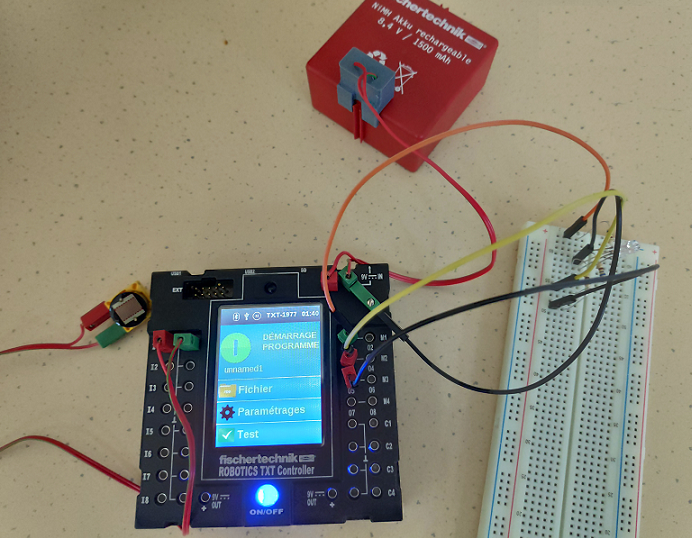 fischertechnik
NiMH Akku rechargeable
8,4 V / 1500 mAh
9V IN
EXT
TXT-1977 01:40
DÉMARRAGE
PROGRAMME
unnamed1
Fichier
Paramétrages
Test
I2
I3
I4
I5
I6
I7
I8
M1
O2
M2
O4
M3
O6
O5
M4
O7
O8
C1
C2
C3
C4
fischertechnik
ROBOTICS TXT Controller
9V
OUT
+
ON/OFF
9V
OUT
+